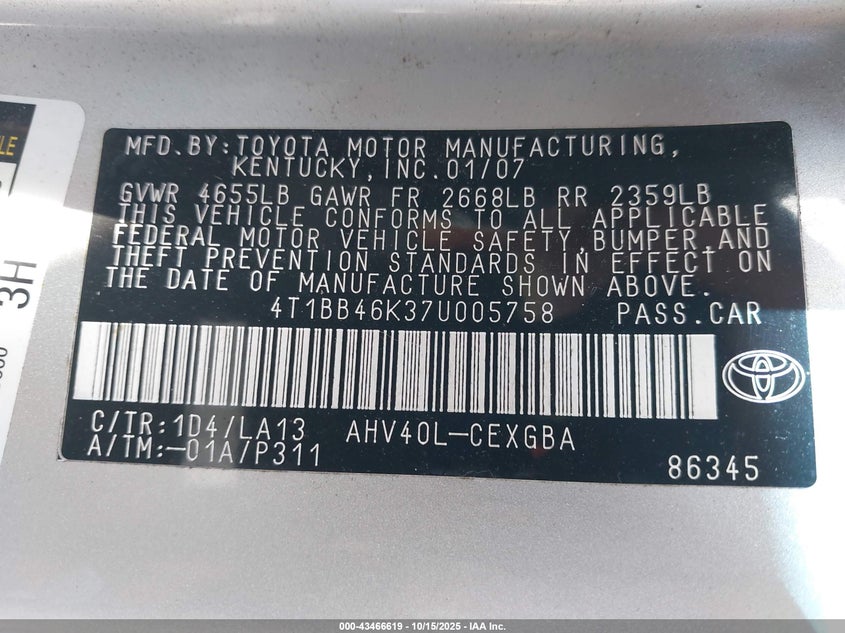 MFD.BY:TOYOTA MOTOR MANUFACTURING,
KENTUCKY,INC.01/07
GVWR 4655LB GAWR FR 2668LB RR 2359LB
THIS VEHICLE CONFORMS TO ALL APPLICABLE
FEDERAL MOTOR VEHICLE SAFETY,BUMPER,AND
THEFT PREVENTION STANDARDS IN EFFECT ON
THE DATE OF MANUFACTURE SHOWN ABOVE.
4T1BB46K37U005758 PASS.CAR
C/TR:1D4/LA13 AHV40L-CEXGBA
A/TM:-01A/P311
86345
3H
000-43466619 - 10/15/2025 - IAA Inc.